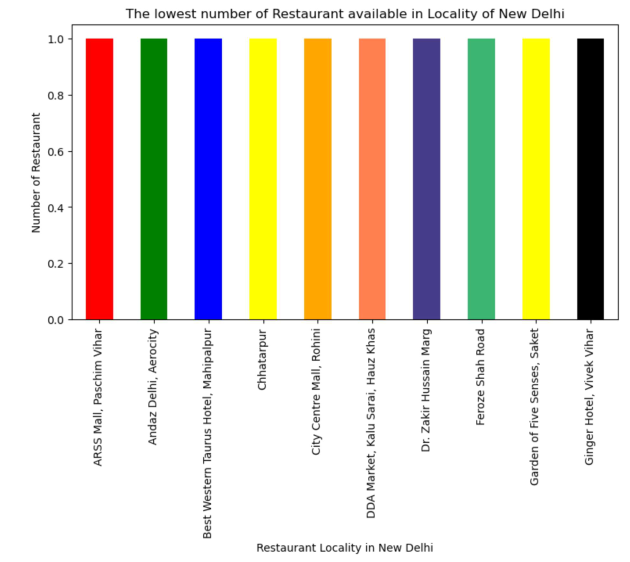 The lowest number of Restaurant available in Locality of New Delhi
Number of Restaurant
1.0
0.8
0.6
0.4
0.2
0.0
ARSS Mall, Paschim Vihar
Andaz Delhi, Aerocity
Best Western Taurus Hotel, Mahipalpur
Chhatarpur
City Centre Mall, Rohini
DDA Market, Kalu Sarai, Hauz Khas
Dr. Zakir Hussain Marg
Feroze Shah Road
Garden of Five Senses, Saket
Ginger Hotel, Vivek Vihar
Restaurant Locality in New Delhi